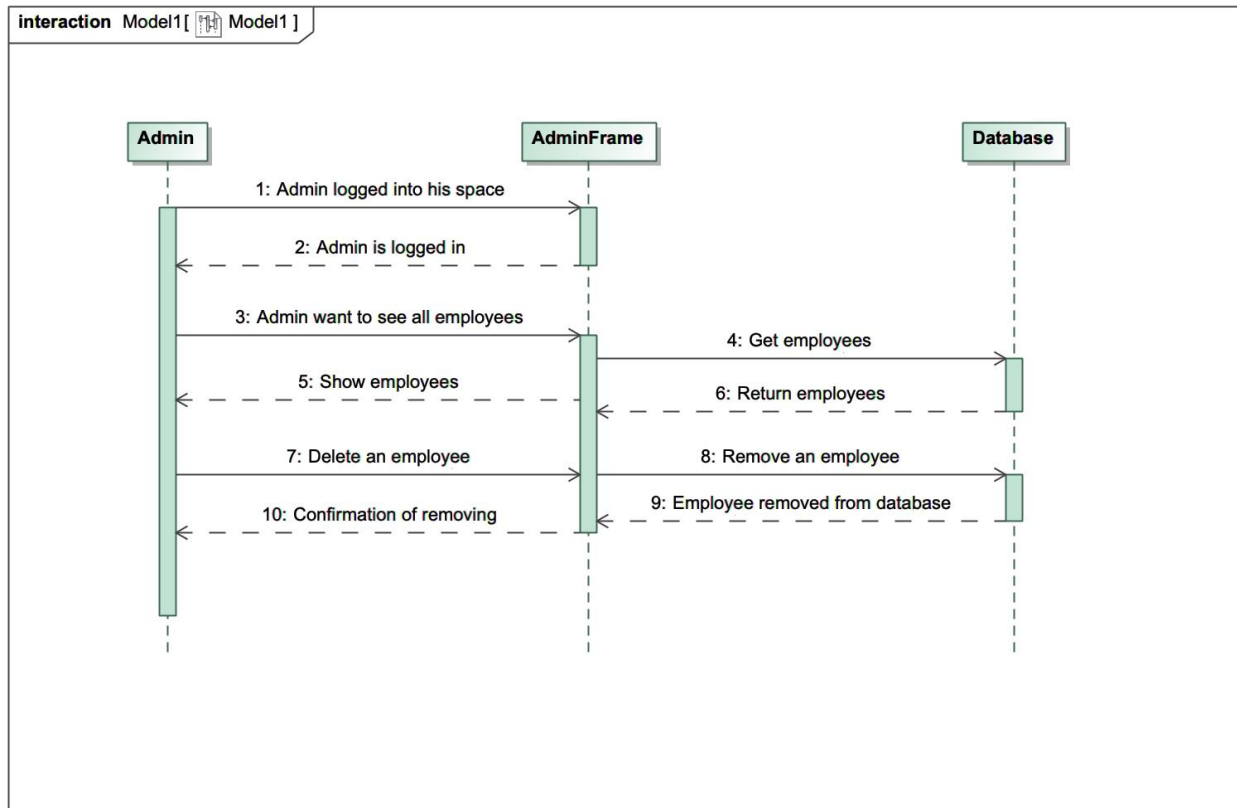 interaction Model1[ Model1 ]
Admin
AdminFrame
Database
1: Admin logged into his space
2: Admin is logged in
3: Admin want to see all employees
4: Get employees
5: Show employees
6: Return employees
7: Delete an employee
8: Remove an employee
9: Employee removed from database
10: Confirmation of removing